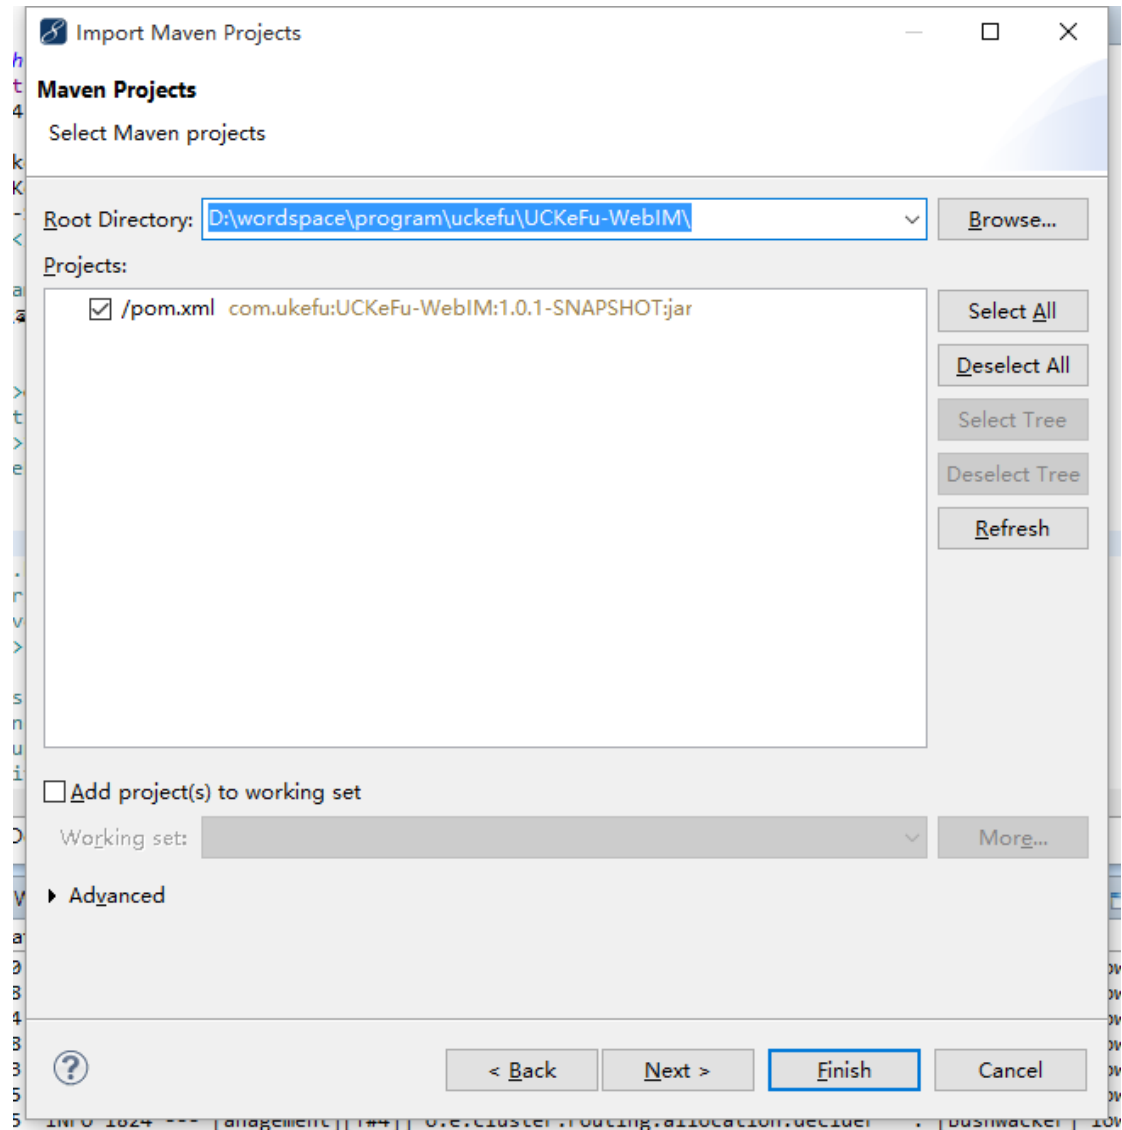 Import Maven Projects
Maven Projects
Select Maven projects
Root Directory: D:\wordspace\program\uckefu\UCKeFu-WebIM\ Browse...
Projects:
/pom.xml com.ukefu:UCKeFu-WebIM:1.0.1-SNAPSHOT:jar
Select All
Deselect All
Select Tree
Deselect Tree
Refresh
Add project(s) to working set
Working set: More...
Advanced
? < Back Next > Finish Cancel